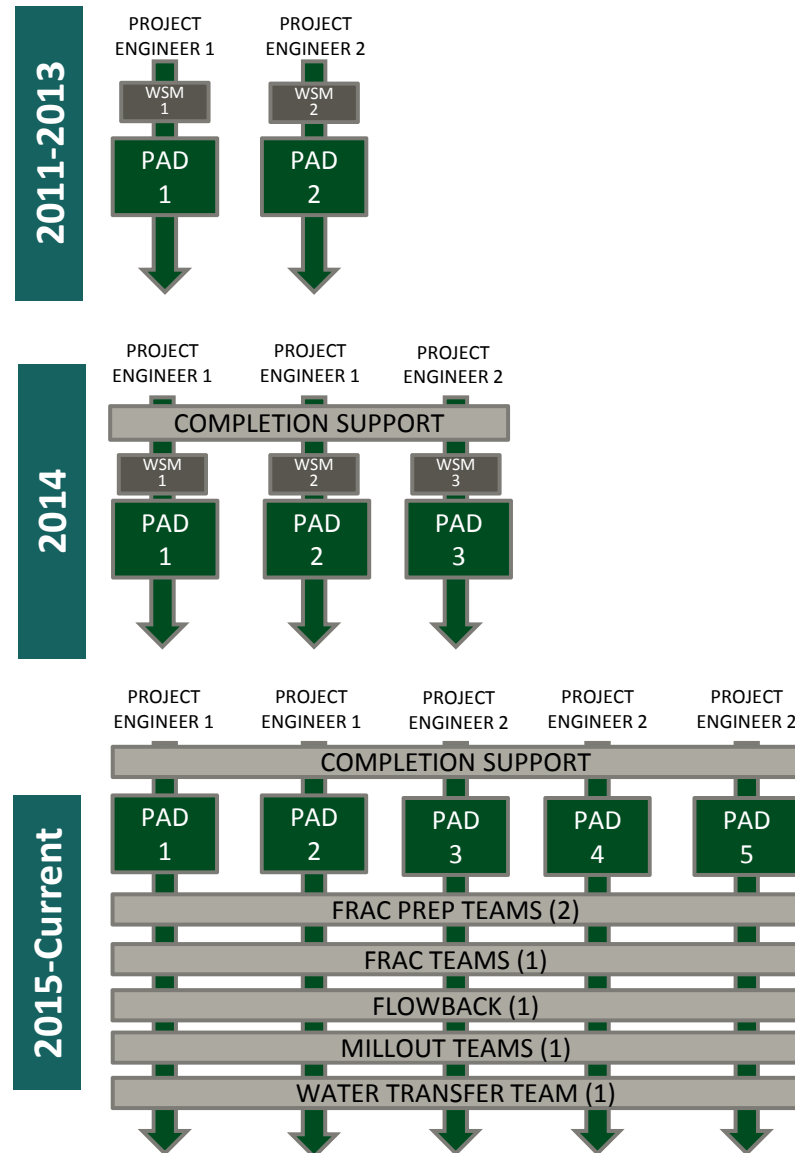 2011-2013
PROJECT
ENGINEER 1
PROJECT
ENGINEER 2
WSM
1
WSM
2
PAD
1
PAD
2
2014
PROJECT
ENGINEER 1
PROJECT
ENGINEER 1
PROJECT
ENGINEER 2
COMPLETION SUPPORT
WSM
1
WSM
2
WSM
3
PAD
1
PAD
2
PAD
3
2015-Current
PROJECT
ENGINEER 1
PROJECT
ENGINEER 1
PROJECT
ENGINEER 2
PROJECT
ENGINEER 2
PROJECT
ENGINEER 2
COMPLETION SUPPORT
PAD
1
PAD
2
PAD
3
PAD
4
PAD
5
FRAC PREP TEAMS (2)
FRAC TEAMS (1)
FLOWBACK (1)
MILLOUT TEAMS (1)
WATER TRANSFER TEAM (1)